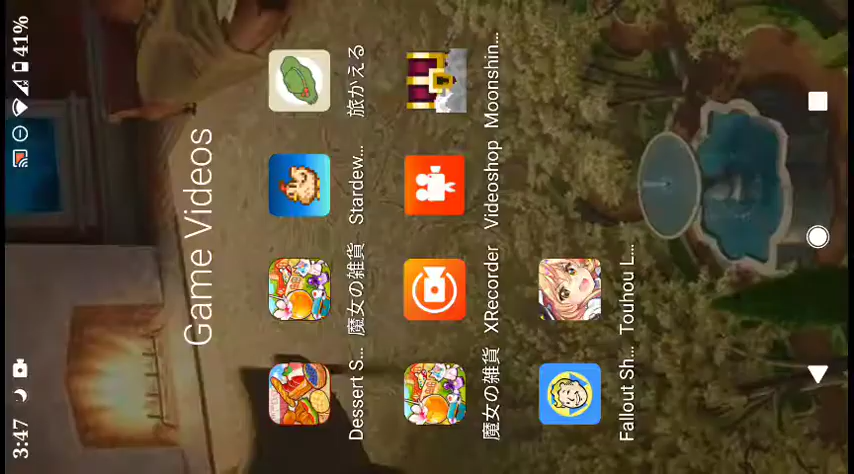 3:47
41%
Game Videos
Dessert S...
魔女の雑貨
Stardew...
旅かえる
魔女の雑貨
XRecorder
Videoshop
Moonshin...
Fallout Sh...
Touhou L...